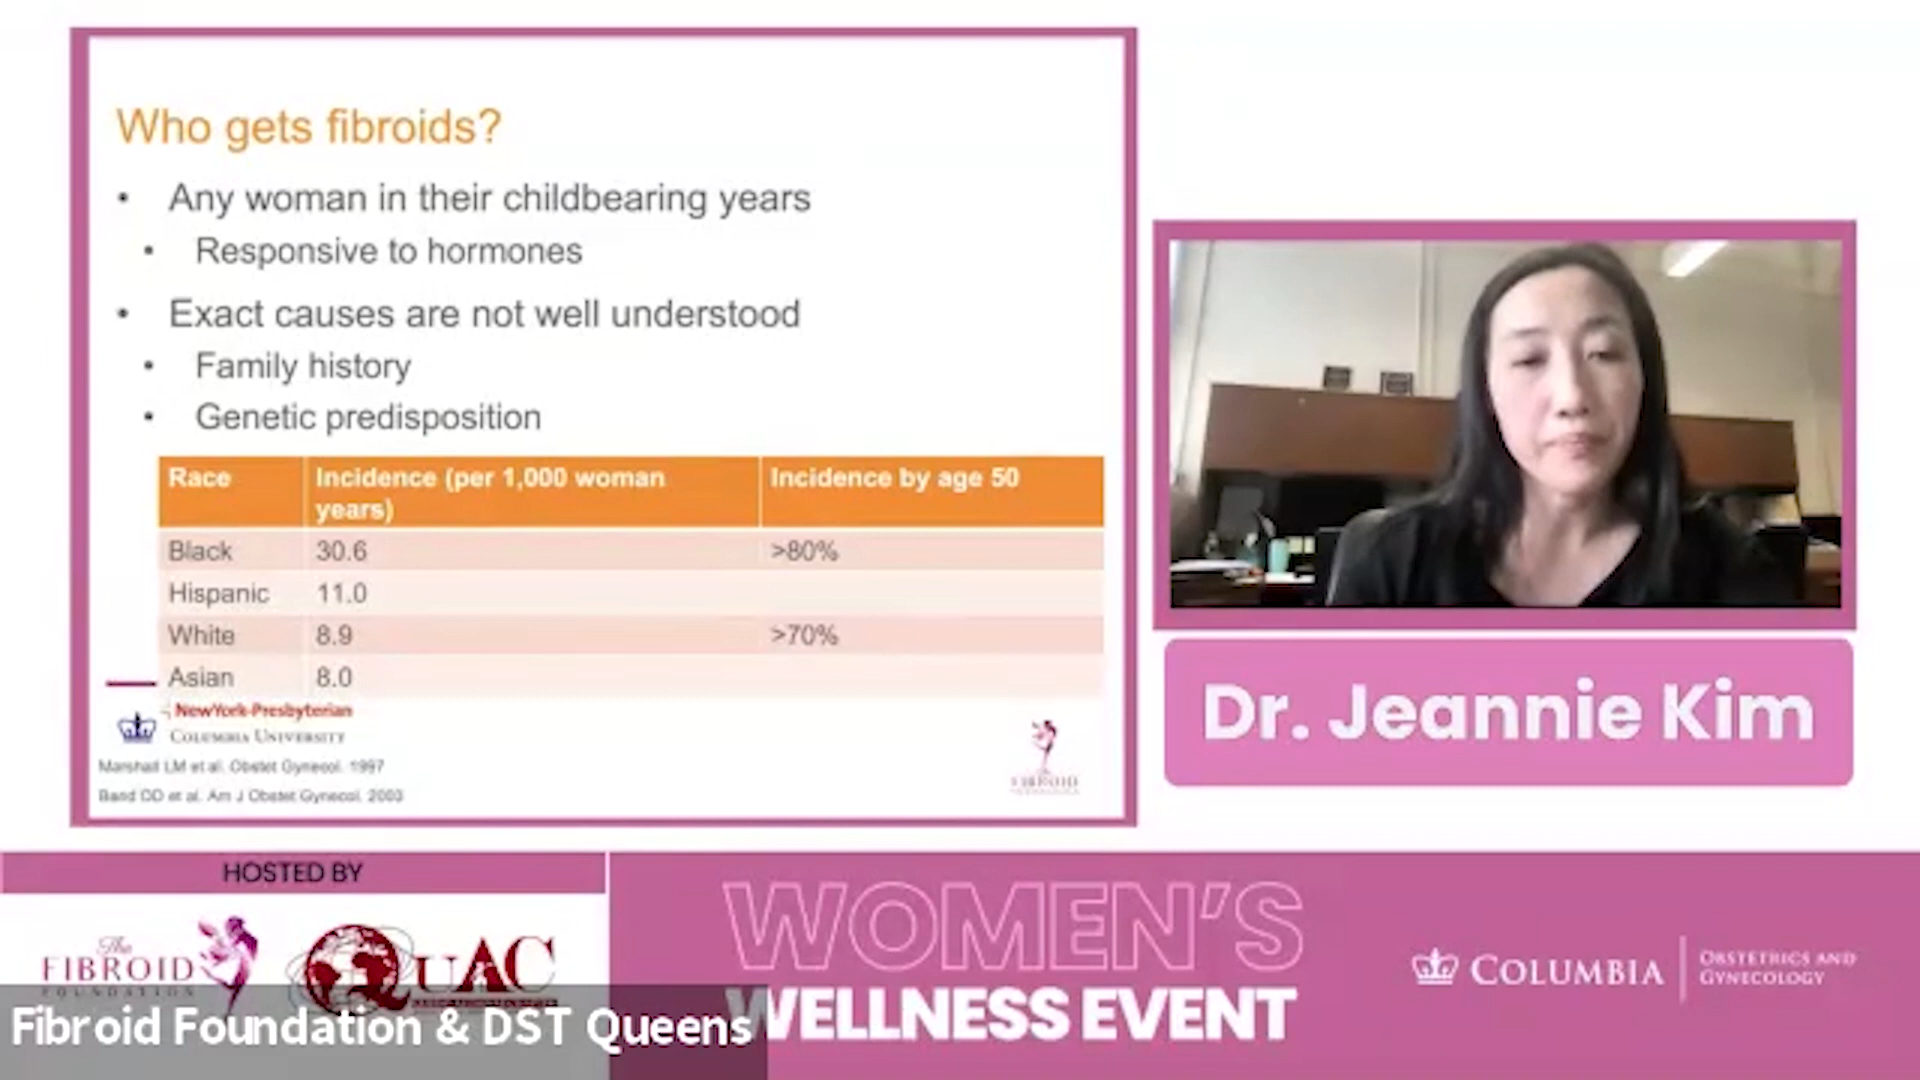 Who gets fibroids?
• Any woman in their childbearing years
• Responsive to hormones
• Exact causes are not well understood
• Family history
• Genetic predisposition
Race Incidence (per 1,000 woman years) Incidence by age 50
Black 30.6 >80%
Hispanic 11.0
White 8.9 >70%
Asian 8.0
NewYork-Presbyterian
COLUMBIA UNIVERSITY
Marshall LM et al. Obstet Gynecol. 1997
Baird DD et al. Am J Obstet Gynecol. 2003
FIBROID
Dr. Jeannie Kim
HOSTED BY
The
FIBROID
FOUNDATION
QUAC
Fibroid Foundation & DST Queens
WOMEN'S
WELLNESS EVENT
COLUMBIA
OBSTETRICS AND
GYNECOLOGY